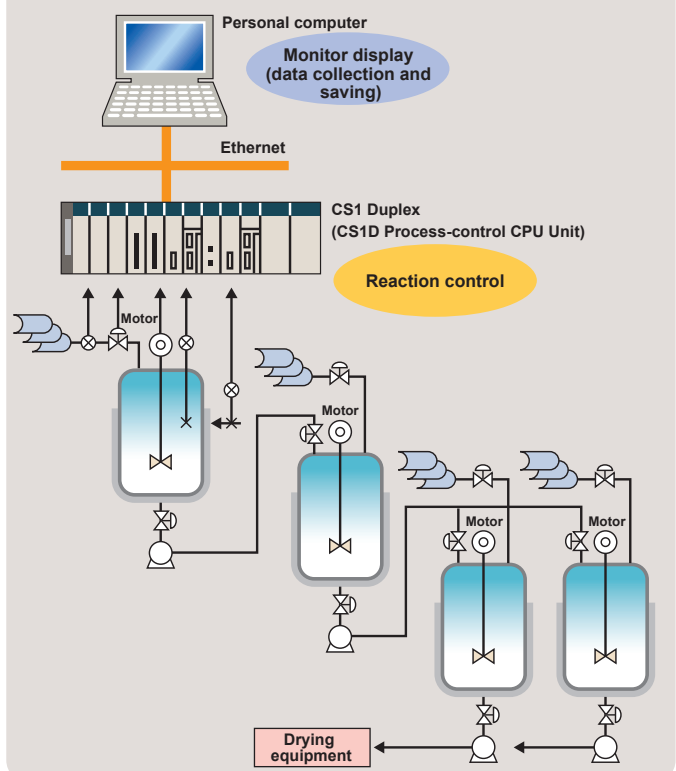 Personal computer
Monitor display
(data collection and
saving)
Ethernet
CS1 Duplex
(CS1D Process-control CPU Unit)
Reaction control
Motor
Motor
Motor
Motor
Drying
equipment